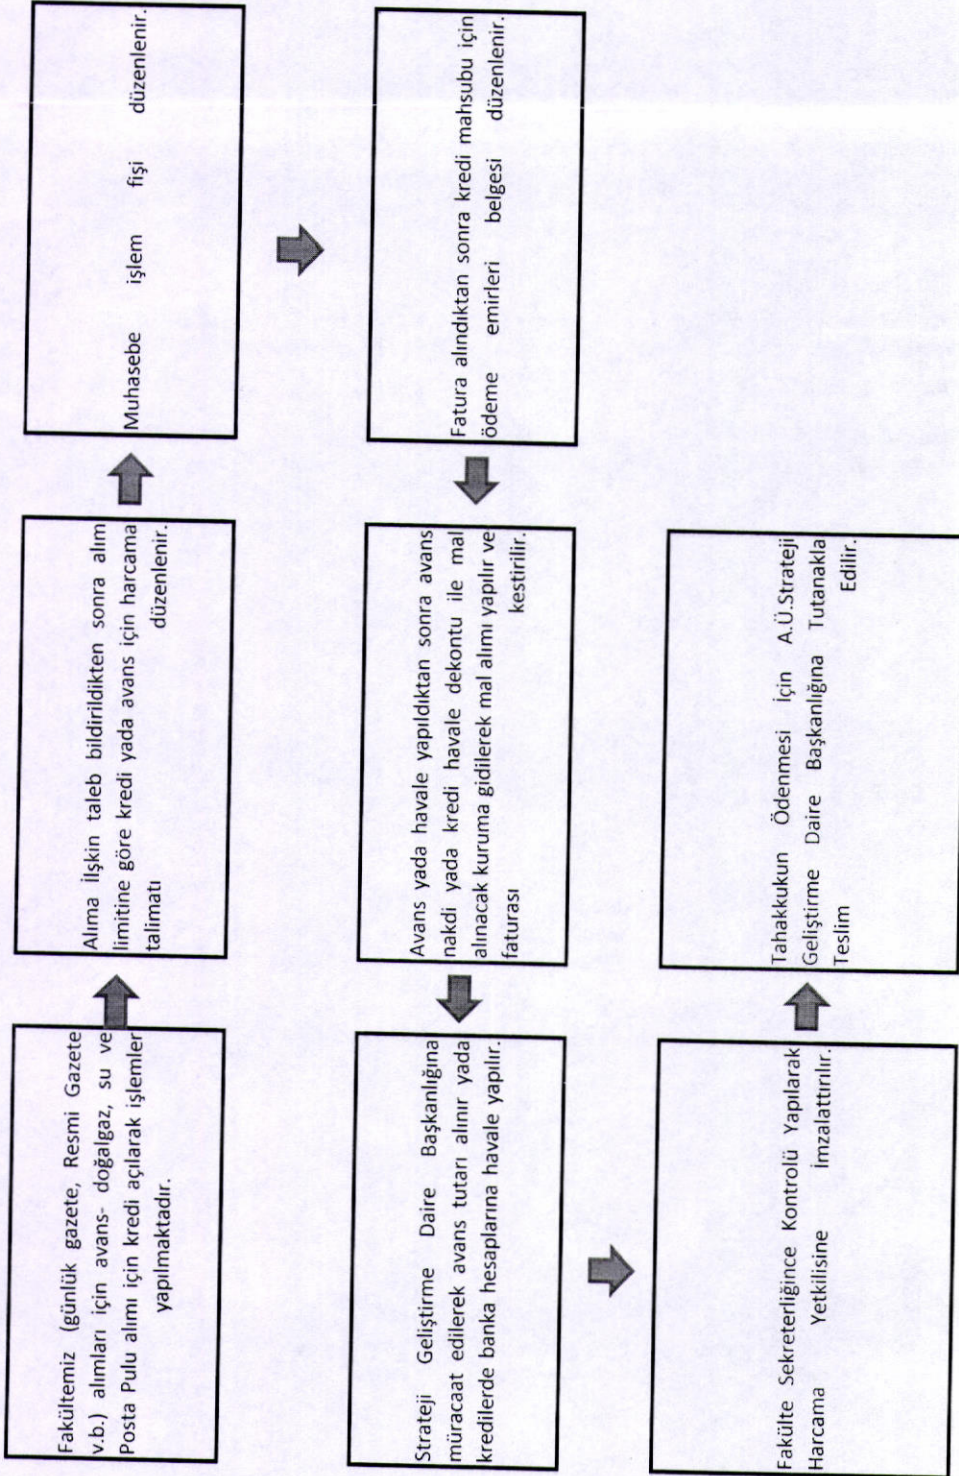 Fakültemiz (günlük gazete, Resmi Gazete
v.b.) alımları için avans- doğalgaz, su ve
Posta Pulu alımı için kredi açılarak işlemler
yapılmaktadır.
Alıma İlişkin taleb bildirildikten sonra alım
limitine göre kredi yada avans için harcama
talimatı düzenlenir.
Muhasebe işlem fişi düzenlenir.
Fatura alındıktan sonra kredi mahsubu için
ödeme emirleri belgesi düzenlenir.
Avans yada havale yapıldıktan sonra avans
nakdi yada kredi havale dekontu ile mal
alınacak kuruma gidilerek mal alımı yapılır ve
faturası kestirilir.
Strateji Geliştirme Daire Başkanlığına
müracaat edilerek avans tutarı alınır yada
kredilerde banka hesaplarına havale yapılır.
Fakülte Sekreterliğince Kontrolü Yapılarak
Harcama Yetkilisine İmzalattırılır.
Tahakkukun Ödenmesi için A.Ü.Strateji
Geliştirme Daire Başkanlığına Tutanakla
Teslim Edilir.